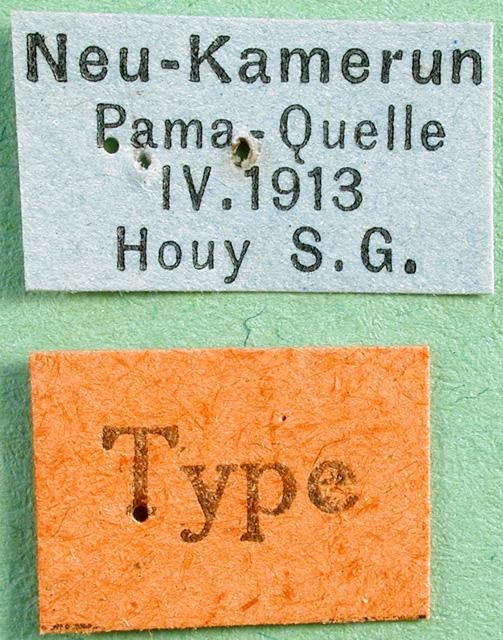 Neu-Kamerun
Pama-Quelle
IV.1913
Houy S.G.
Type